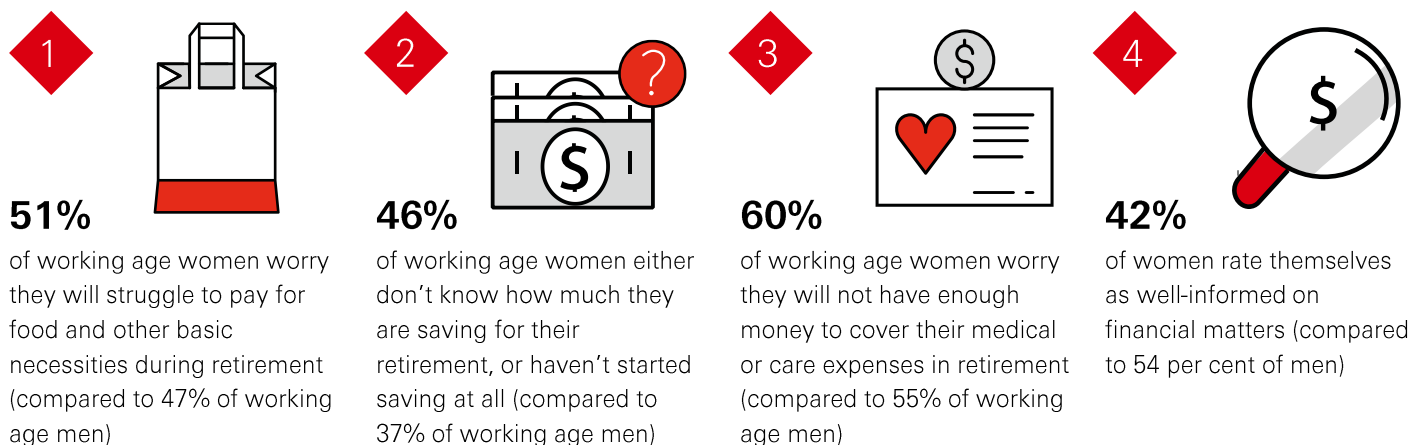 1
51%
of working age women worry
they will struggle to pay for
food and other basic
necessities during retirement
(compared to 47% of working
age men)
2
?
$
46%
of working age women either
don't know how much they
are saving for their
retirement, or haven't started
saving at all (compared to
37% of working age men)
3
$
60%
of working age women worry
they will not have enough
money to cover their medical
or care expenses in retirement
(compared to 55% of working
age men)
4
$
42%
of women rate themselves
as well-informed on
financial matters (compared
to 54 per cent of men)